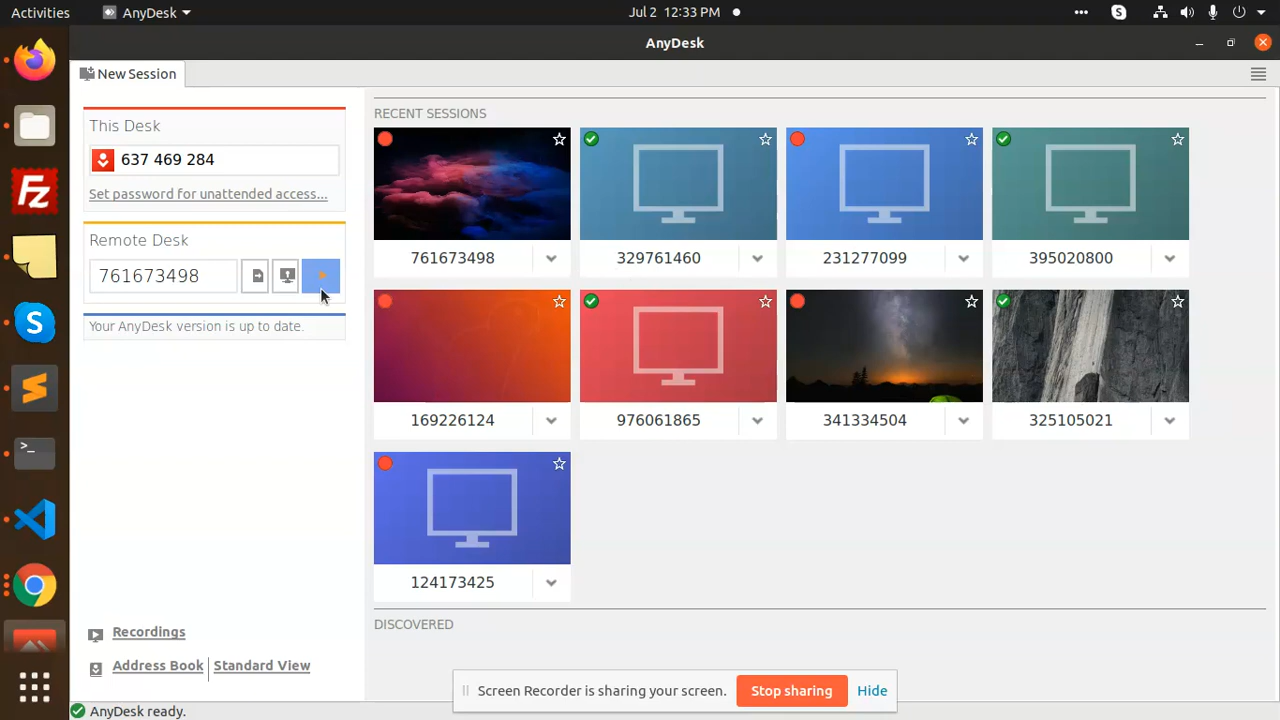 Activities AnyDesk Jul 2 12:33 PM
AnyDesk
New Session
This Desk
637 469 284
Set password for unattended access...
Remote Desk
761673498
Your AnyDesk version is up to date.
RECENT SESSIONS
761673498 329761460 231277099 395020800
169226124 976061865 341334504 325105021
124173425
DISCOVERED
Recordings
Address Book Standard View
Screen Recorder is sharing your screen. Stop sharing Hide
AnyDesk ready.